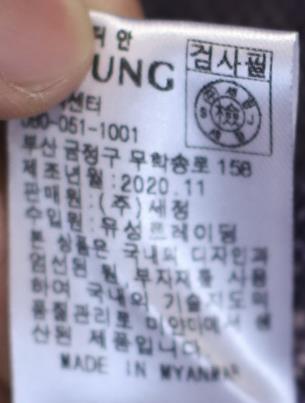 안
UNG
검사필
센터
080-051-1001
부산 금정구 무학송로 158
제조년월 : 2020.11
판매원 : (주)세정
수입원 : 유성트레이딩
본 상품은 국내의 디자인과
엄선된 원,부자재를 사용
하여 국내의 기술지도와
품질관리로 미얀마에서 생
산된 제품입니다.
MADE IN MYANMAR